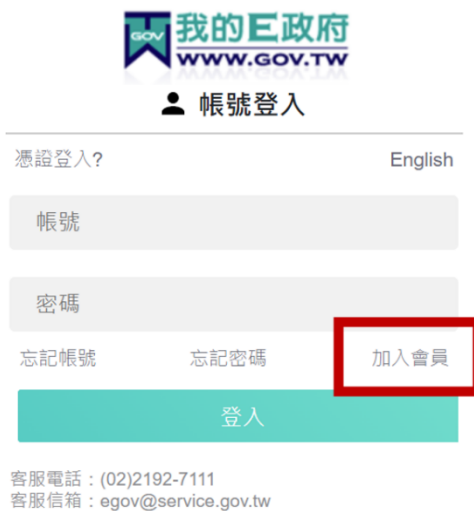 GOV 我的E政府
WWW.GOV.TW
帳號登入
憑證登入? English
帳號
密碼
忘記帳號 忘記密碼 加入會員
登入
客服電話：(02)2192-7111
客服信箱：egov@service.gov.tw